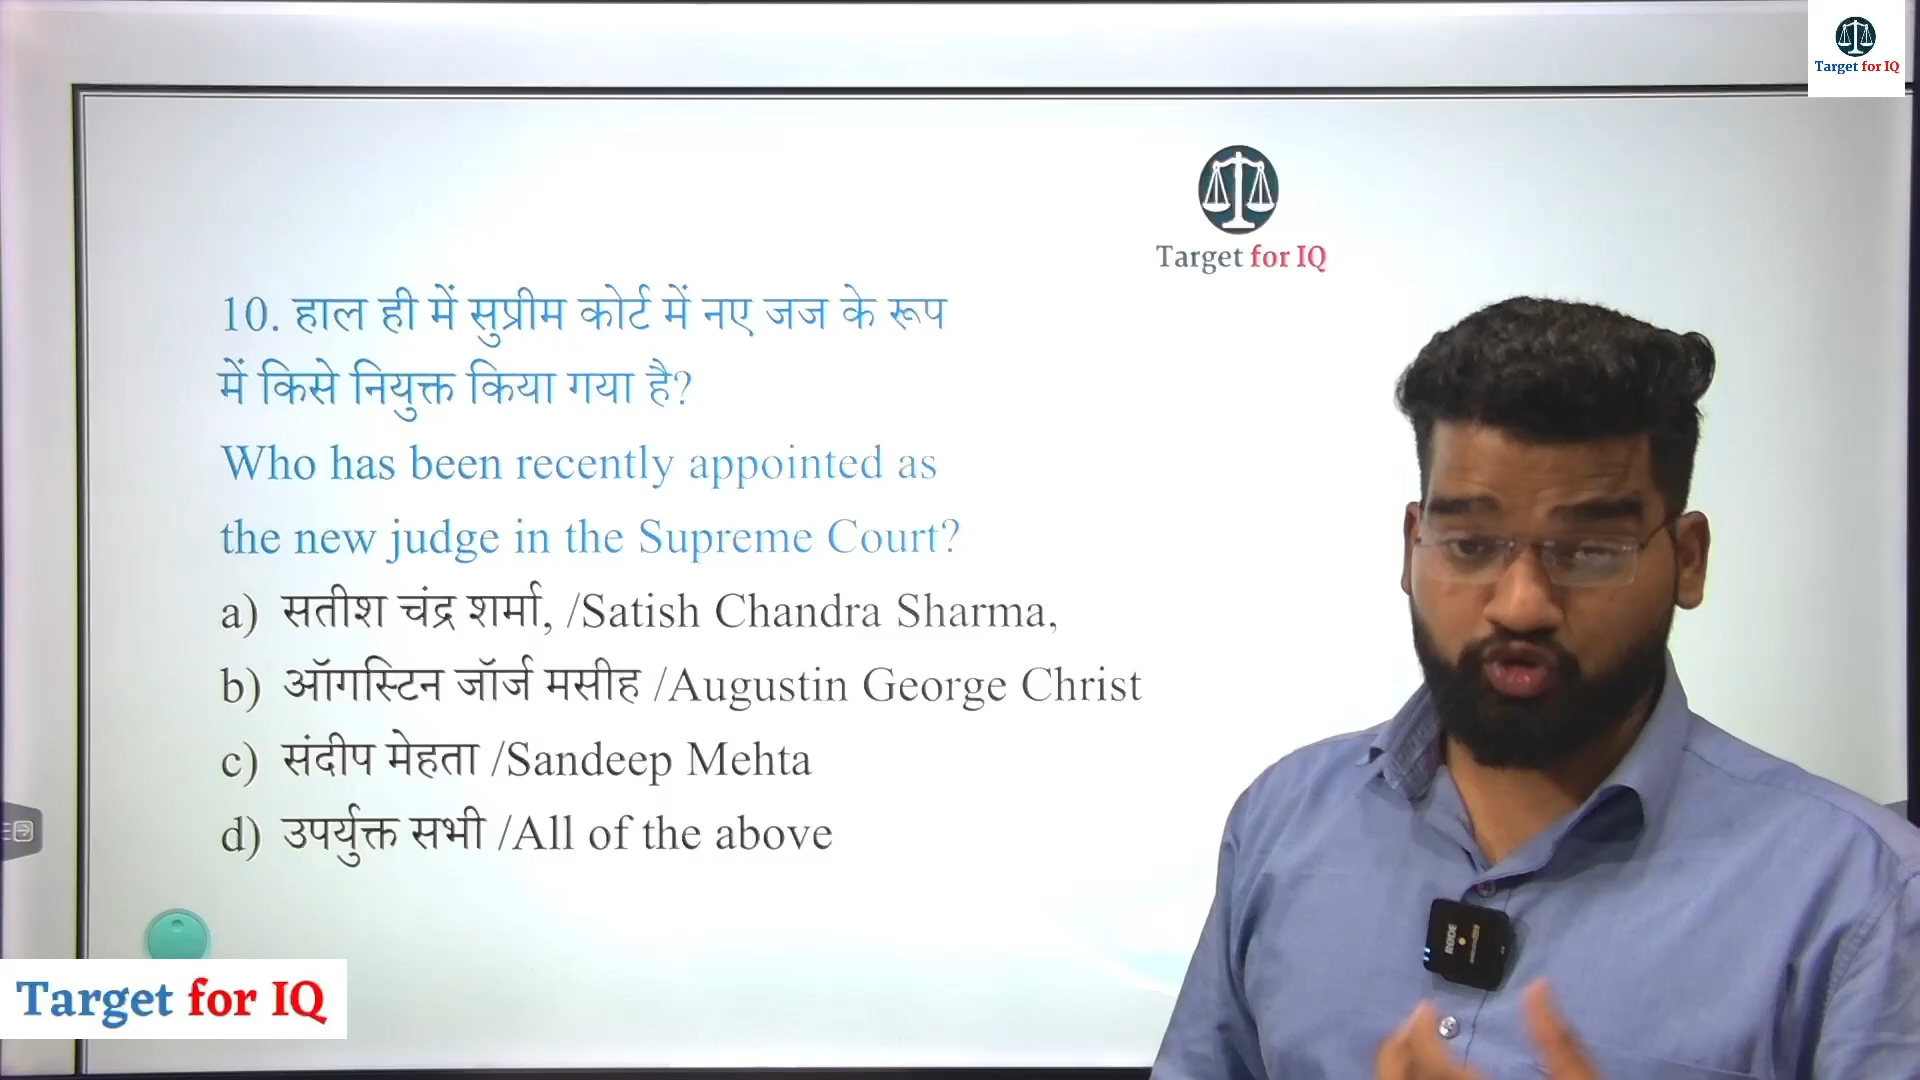 Target for IQ
Target for IQ
10. हाल ही में सुप्रीम कोर्ट में नए जज के रूप
में किसे नियुक्त किया गया है?
Who has been recently appointed as
the new judge in the Supreme Court?
a) सतीश चंद्र शर्मा, /Satish Chandra Sharma,
b) ऑगस्टिन जॉर्ज मसीह /Augustin George Christ
c) संदीप मेहता /Sandeep Mehta
d) उपर्युक्त सभी /All of the above
RØDE
Target for IQ